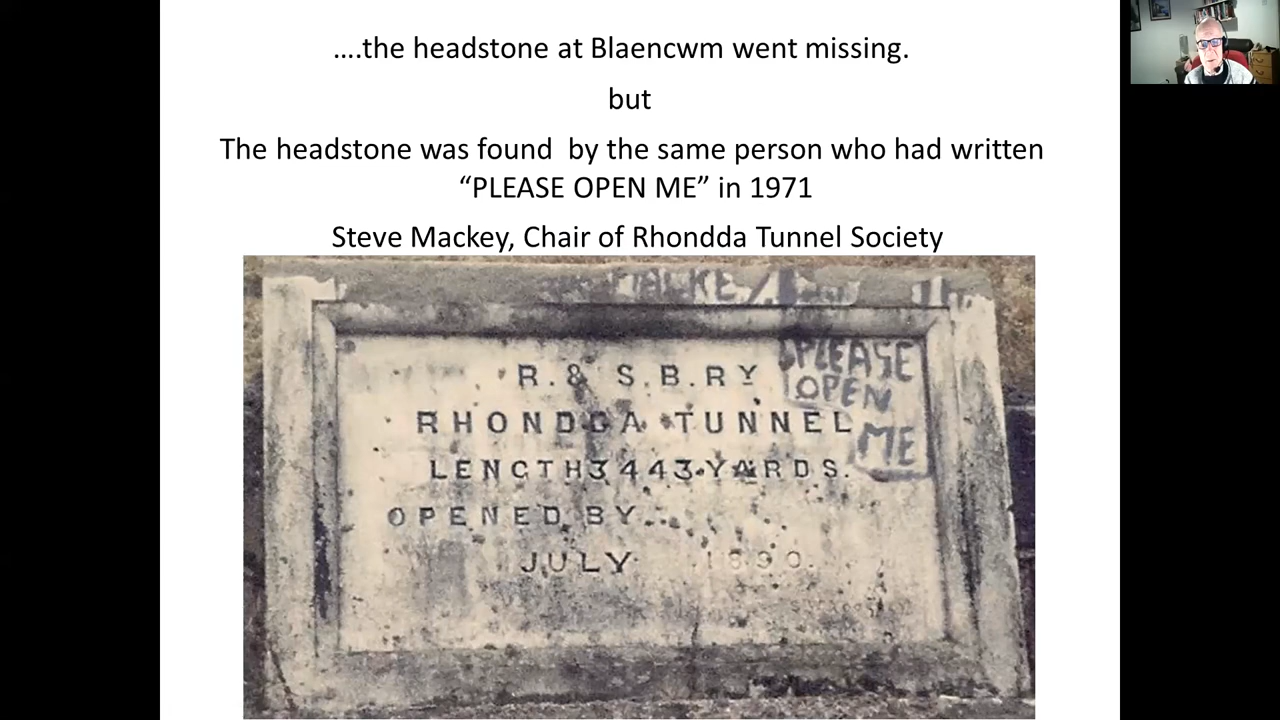 ....the headstone at Blaencwm went missing.
but
The headstone was found by the same person who had written
“PLEASE OPEN ME” in 1971
Steve Mackey, Chair of Rhondda Tunnel Society
R. & S. B. RY
RHONDDA TUNNEL
LENGTH 3443 YARDS.
OPENED BY...
JULY 1890.
PLEASE
OPEN
ME